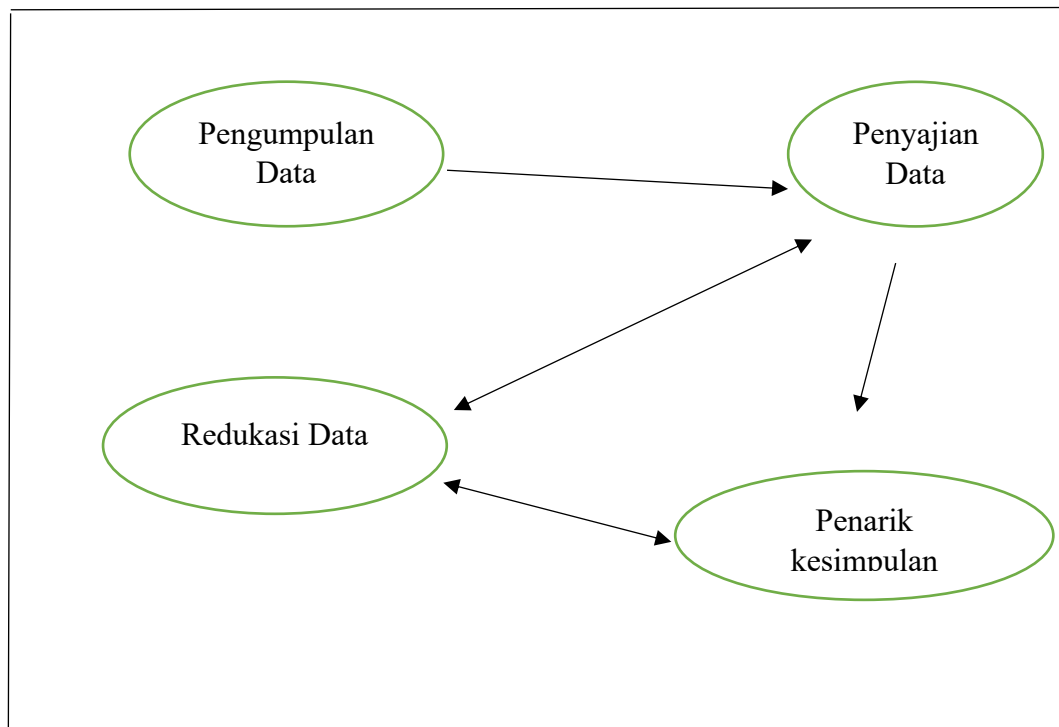 Pengumpulan
Data
Penyajian
Data
Redukasi Data
Penarik
kesimpulan